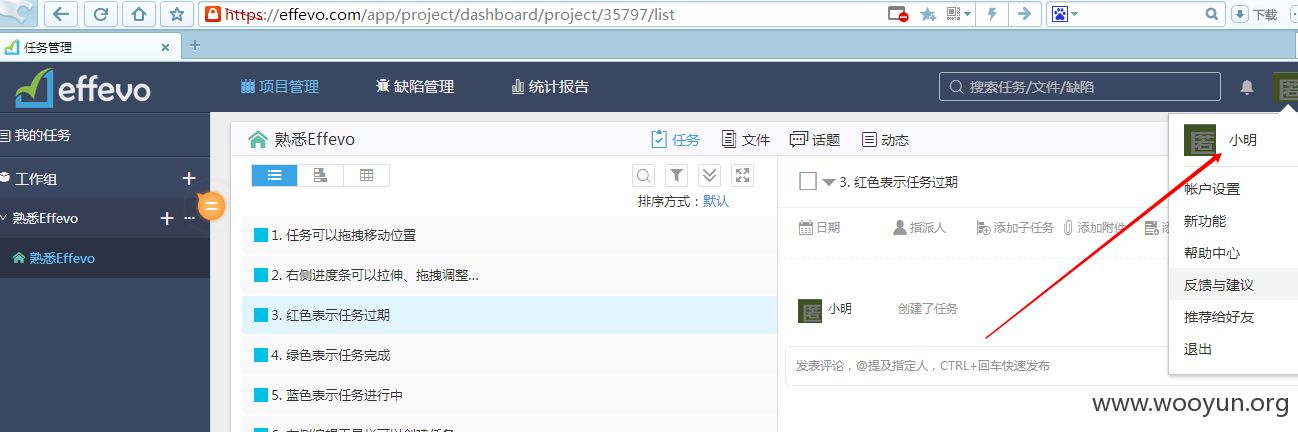 https://effevo.com/app/project/dashboard/project/35797/list
下载
任务管理
effevo 项目管理 缺陷管理 统计报告 搜索任务/文件/缺陷 匿
我的任务
工作组
熟悉Effevo
熟悉Effevo
熟悉Effevo 任务 文件 话题 动态
排序方式：默认
1. 任务可以拖拽移动位置
2. 右侧进度条可以拉伸、拖拽调整...
3. 红色表示任务过期
4. 绿色表示任务完成
5. 蓝色表示任务进行中
3. 红色表示任务过期
日期 指派人 添加子任务 添加附件
匿 小明 创建了任务
发表评论，@提及指定人，CTRL+回车快速发布
匿 小明
帐户设置
新功能
帮助中心
反馈与建议
推荐给好友
退出
www.wooyun.org